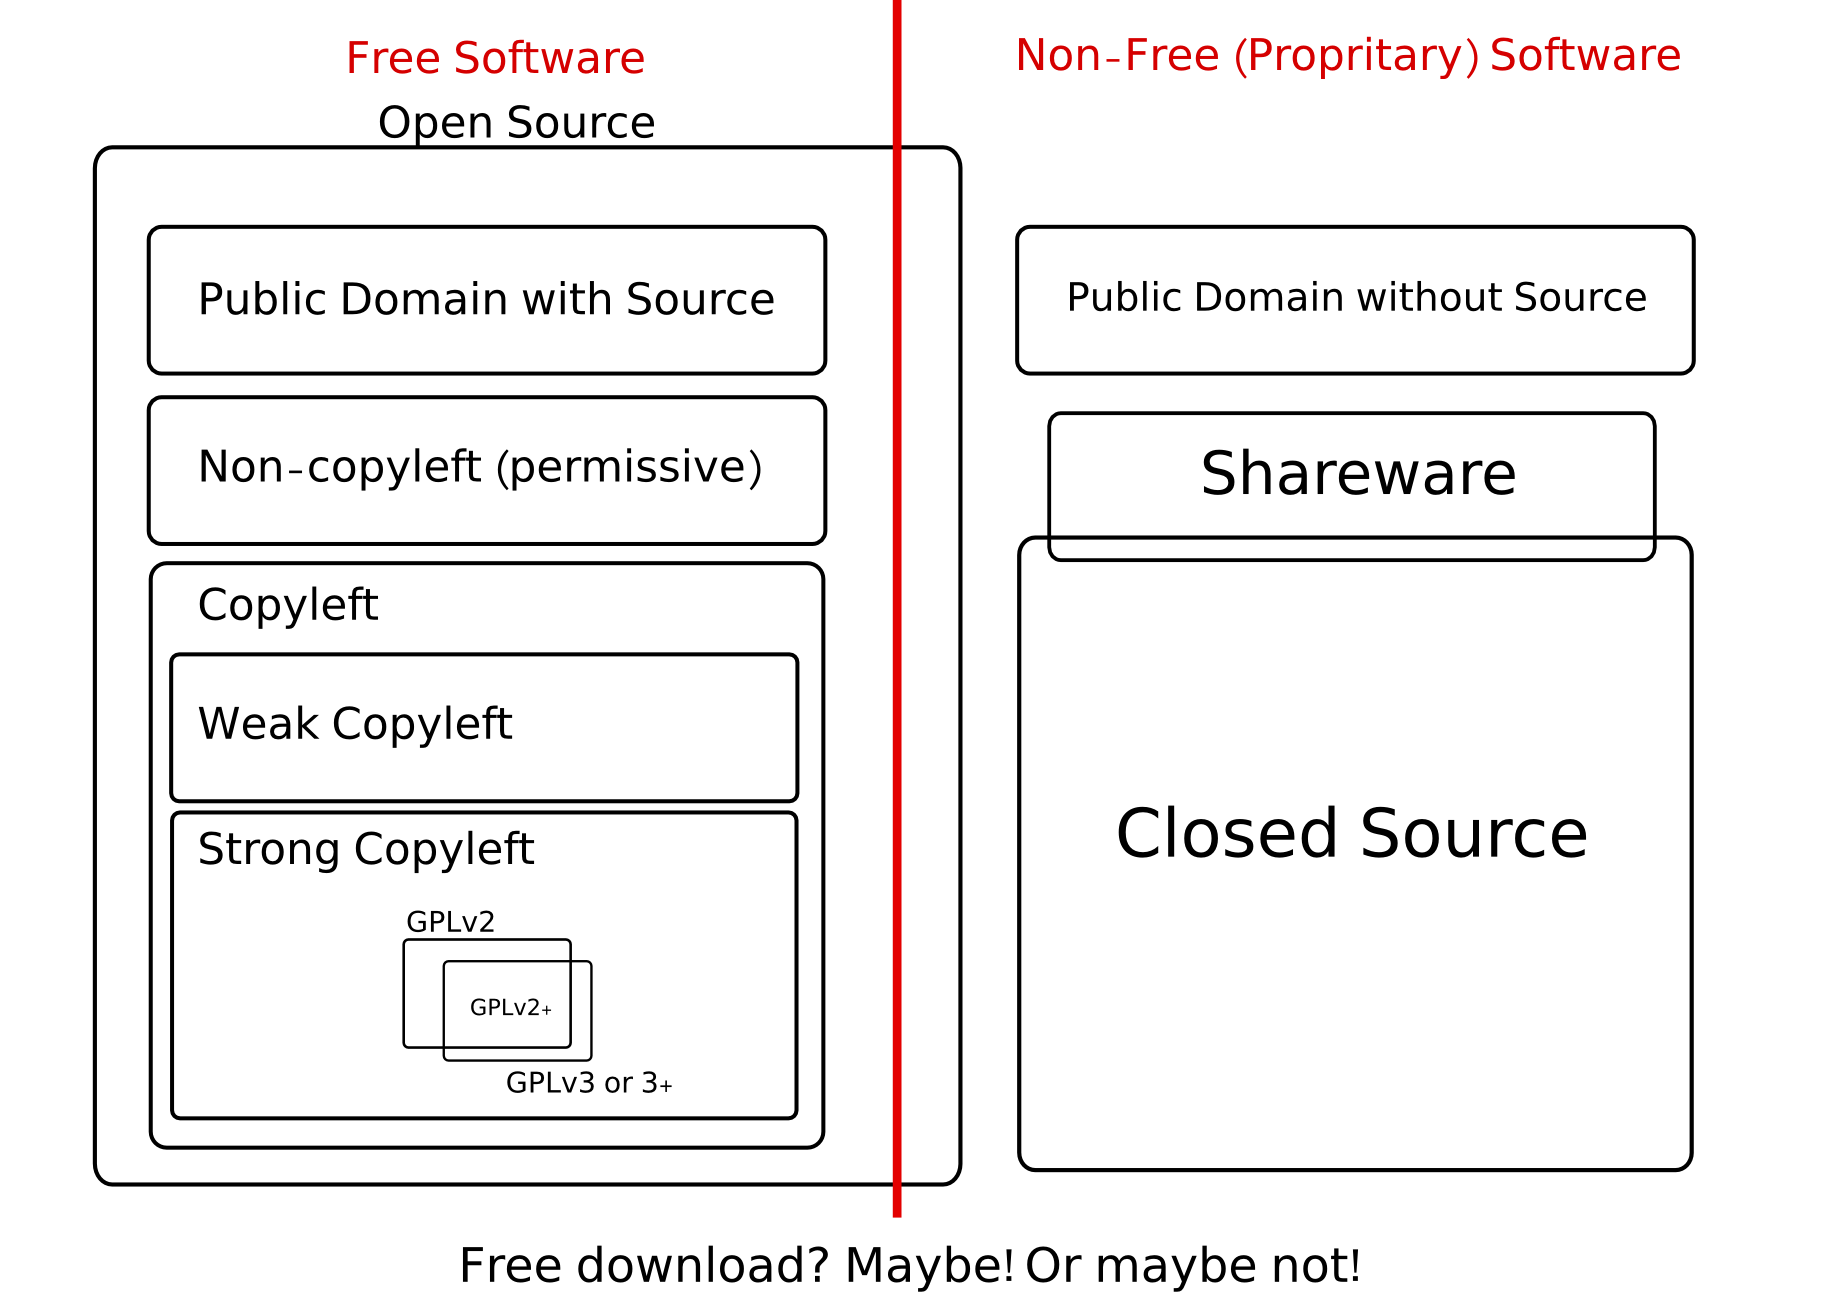 Free Software
Non-Free (Propritary) Software
Open Source
Public Domain with Source
Public Domain without Source
Non-copyleft (permissive)
Shareware
Copyleft
Weak Copyleft
Closed Source
Strong Copyleft
GPLv2
GPLv2+
GPLv3 or 3+
Free download? Maybe! Or maybe not!